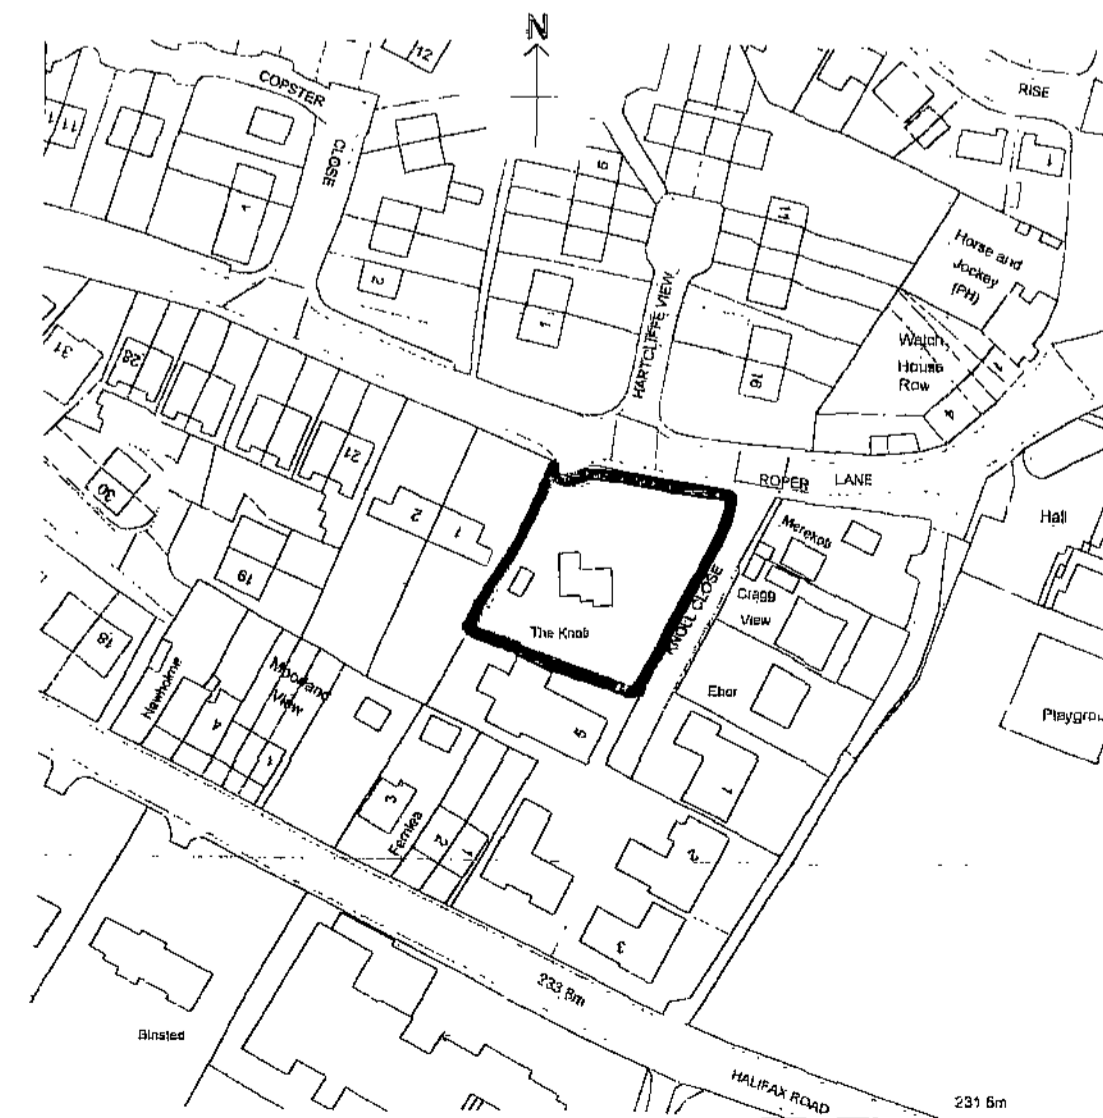 N
12
COPSTER
CLOSE
RISE
11
1
1
9
11
2
1
HARTCLIFFE VIEW
16
Horse and
Jockey
(PH)
Watch
House
Row
1
4
31
28
21
30
19
18
2
1
ROPER LANE
The Knob
KNOLL CLOSE
Merekob
Cragg
View
Ebor
Hall
Newholme
Moorland
View
4
1
5
1
2
3
3
Fernlea
2
1
233 8m
Binsted
HALIFAX ROAD
231 6m